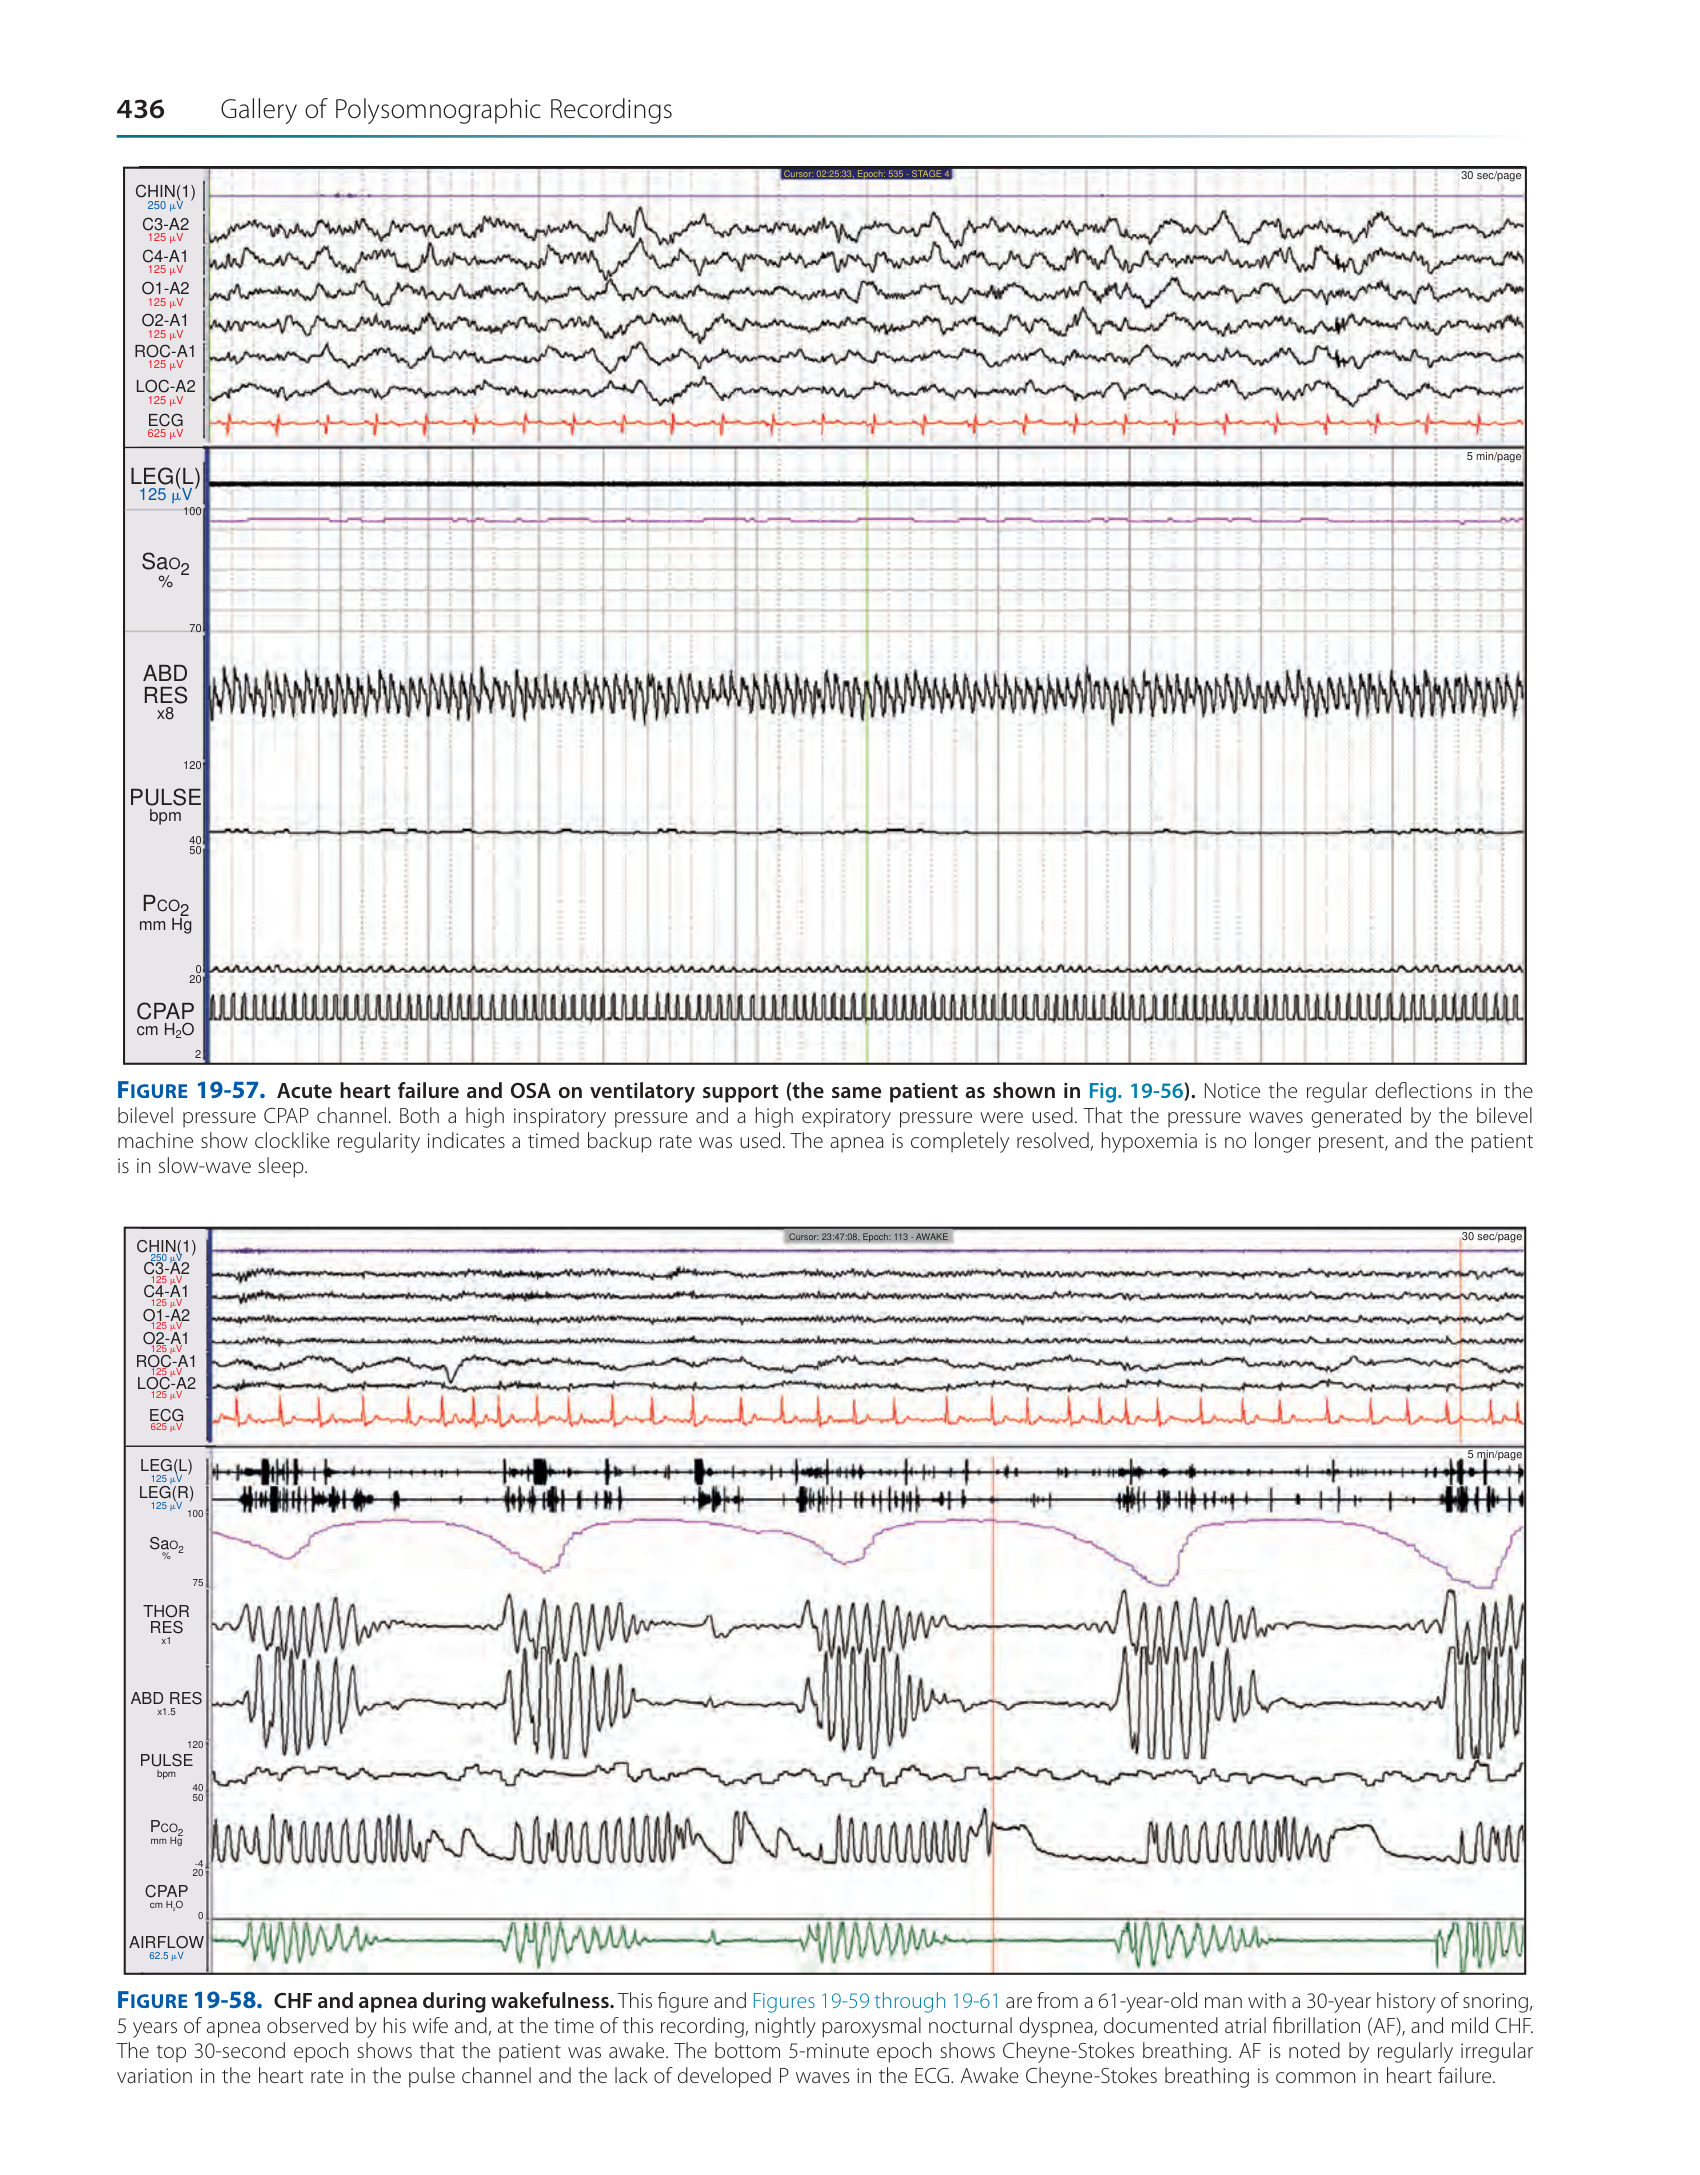 436 Gallery of Polysomnographic Recordings
Cursor: 02:25:33, Epoch: 535 - STAGE 4
30 sec/page
CHIN(1)
250 µV
C3-A2
125 µV
C4-A1
125 µV
O1-A2
125 µV
O2-A1
125 µV
ROC-A1
125 µV
LOC-A2
125 µV
ECG
625 µV
5 min/page
LEG(L)
125 µV
100
SaO2
%
70
ABD
RES
x8
120
PULSE
bpm
40
50
PCO2
mm Hg
0
20
CPAP
cm H2O
2
FIGURE 19-57. Acute heart failure and OSA on ventilatory support (the same patient as shown in Fig. 19-56). Notice the regular deflections in the
bilevel pressure CPAP channel. Both a high inspiratory pressure and a high expiratory pressure were used. That the pressure waves generated by the bilevel
machine show clocklike regularity indicates a timed backup rate was used. The apnea is completely resolved, hypoxemia is no longer present, and the patient
is in slow-wave sleep.
Cursor: 23:47:08, Epoch: 113 - AWAKE
30 sec/page
CHIN(1)
250 µV
C3-A2
125 µV
C4-A1
125 µV
O1-A2
125 µV
O2-A1
125 µV
ROC-A1
125 µV
LOC-A2
125 µV
ECG
625 µV
5 min/page
LEG(L)
125 µV
LEG(R)
125 µV
100
SaO2
%
75
THOR
RES
x1
ABD RES
x1.5
120
PULSE
bpm
40
50
PCO2
mm Hg
-4
20
CPAP
cm H2O
0
AIRFLOW
62.5 µV
FIGURE 19-58. CHF and apnea during wakefulness. This figure and Figures 19-59 through 19-61 are from a 61-year-old man with a 30-year history of snoring,
5 years of apnea observed by his wife and, at the time of this recording, nightly paroxysmal nocturnal dyspnea, documented atrial fibrillation (AF), and mild CHF.
The top 30-second epoch shows that the patient was awake. The bottom 5-minute epoch shows Cheyne-Stokes breathing. AF is noted by regularly irregular
variation in the heart rate in the pulse channel and the lack of developed P waves in the ECG. Awake Cheyne-Stokes breathing is common in heart failure.